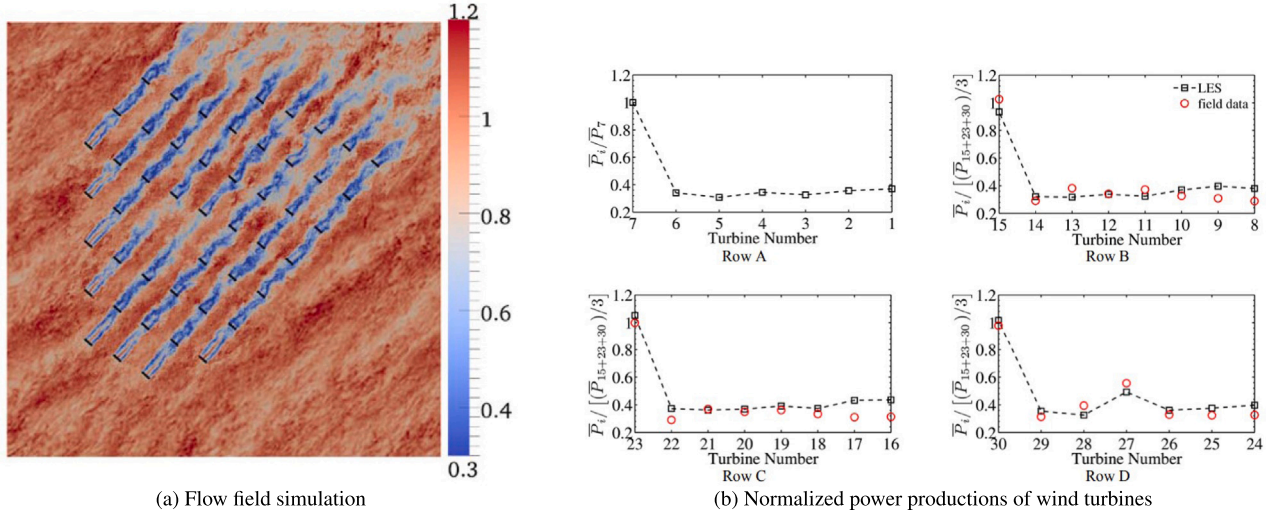 1.2
1
0.8
0.6
0.4
0.3
(a) Flow field simulation
1.2
1
0.8
0.6
0.4
0.2
P̅ᵢ/P̅₇
7 6 5 4 3 2 1
Turbine Number
Row A
1.2
1
0.8
0.6
0.4
0.2
P̅ᵢ/[(P̅₁₅₊₂₃₊₃₀)/3]
LES
field data
15 14 13 12 11 10 9 8
Turbine Number
Row B
1.2
1
0.8
0.6
0.4
0.2
P̅ᵢ/[(P̅₁₅₊₂₃₊₃₀)/3]
23 22 21 20 19 18 17 16
Turbine Number
Row C
1.2
1
0.8
0.6
0.4
0.2
P̅ᵢ/[(P̅₁₅₊₂₃₊₃₀)/3]
30 29 28 27 26 25 24
Turbine Number
Row D
(b) Normalized power productions of wind turbines